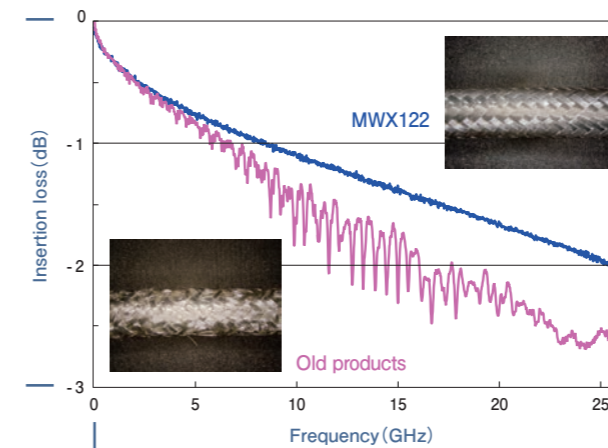 0
-1
-2
-3
Insertion loss (dB)
MWX122
Old products
0
5
10
15
20
25
Frequency (GHz)